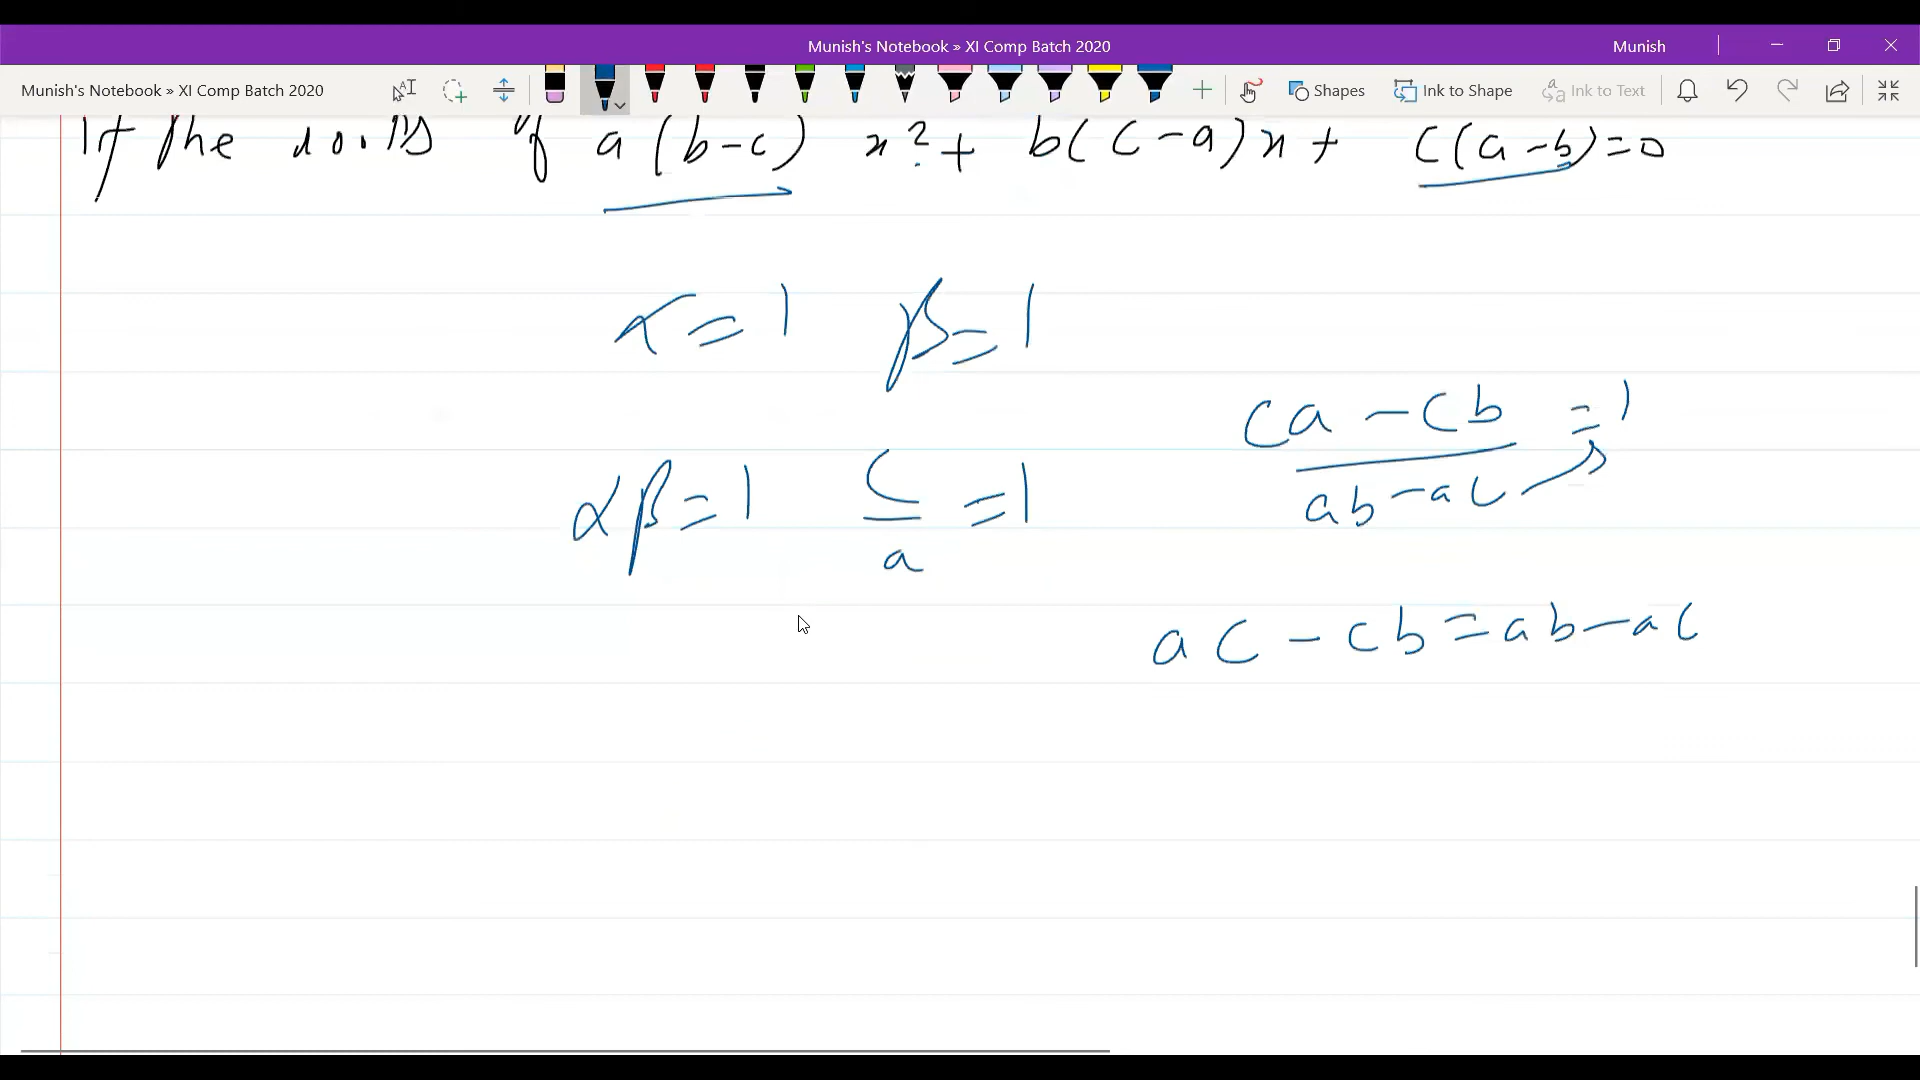 Munish's Notebook » XI Comp Batch 2020 Munish
Munish's Notebook » XI Comp Batch 2020 Shapes Ink to Shape Ink to Text
If the roots of a(b-c) x²+ b(c-a)x + c(a-b)=0
α=1 β=1
ca - cb = 1
ab - ac
αβ=1 c/a =1
ac - cb = ab - ac